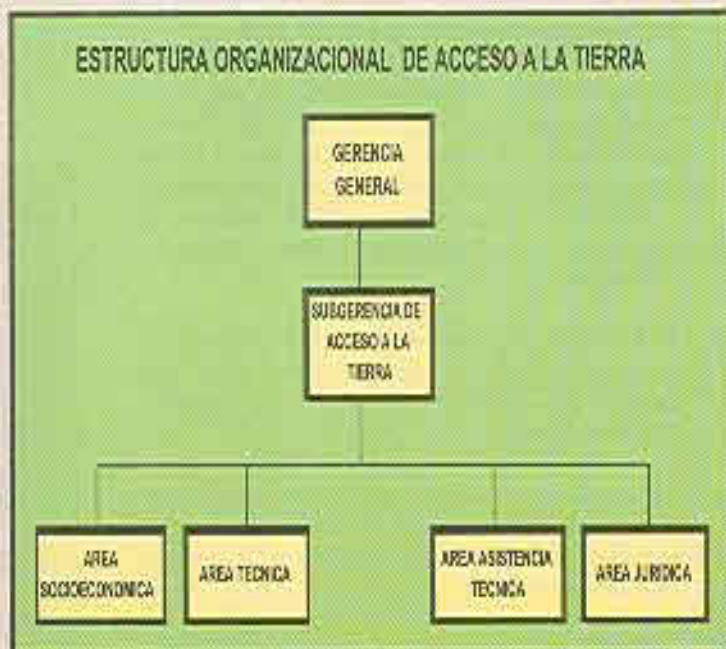 ESTRUCTURA ORGANIZACIONAL DE ACCESO A LA TIERRA
GERENCIA
GENERAL
SUBGERENCIA DE
ACCESO A LA
TIERRA
AREA
SOCIOECONOMICA
AREA TECNICA
AREA ASISTENCIA
TECNICA
AREA JURIDICA